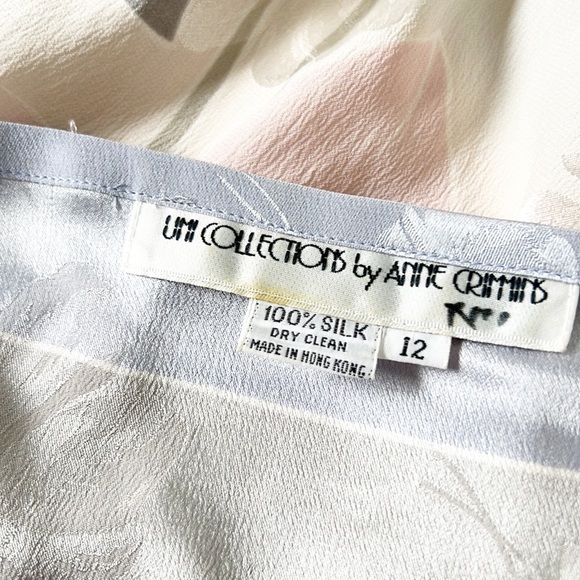 UMI COLLECTIONS by ANNE CRIMMINS
100% SILK
DRY CLEAN
MADE IN HONG KONG
12